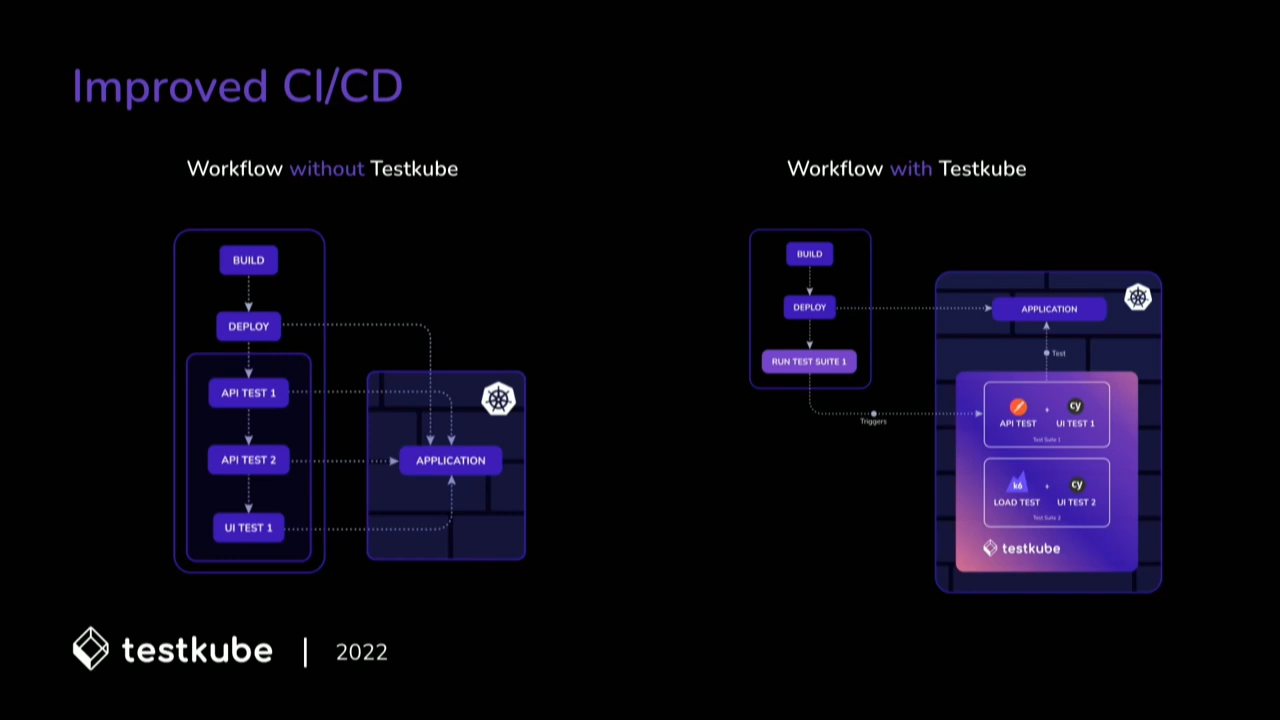 Improved CI/CD
Workflow without Testkube
BUILD
DEPLOY
API TEST 1
API TEST 2
UI TEST 1
APPLICATION
Workflow with Testkube
BUILD
DEPLOY
RUN TEST SUITE 1
Triggers
APPLICATION
Test
API TEST + cy UI TEST 1
Test Suite 1
k6 LOAD TEST + cy UI TEST 2
Test Suite 2
testkube
testkube | 2022